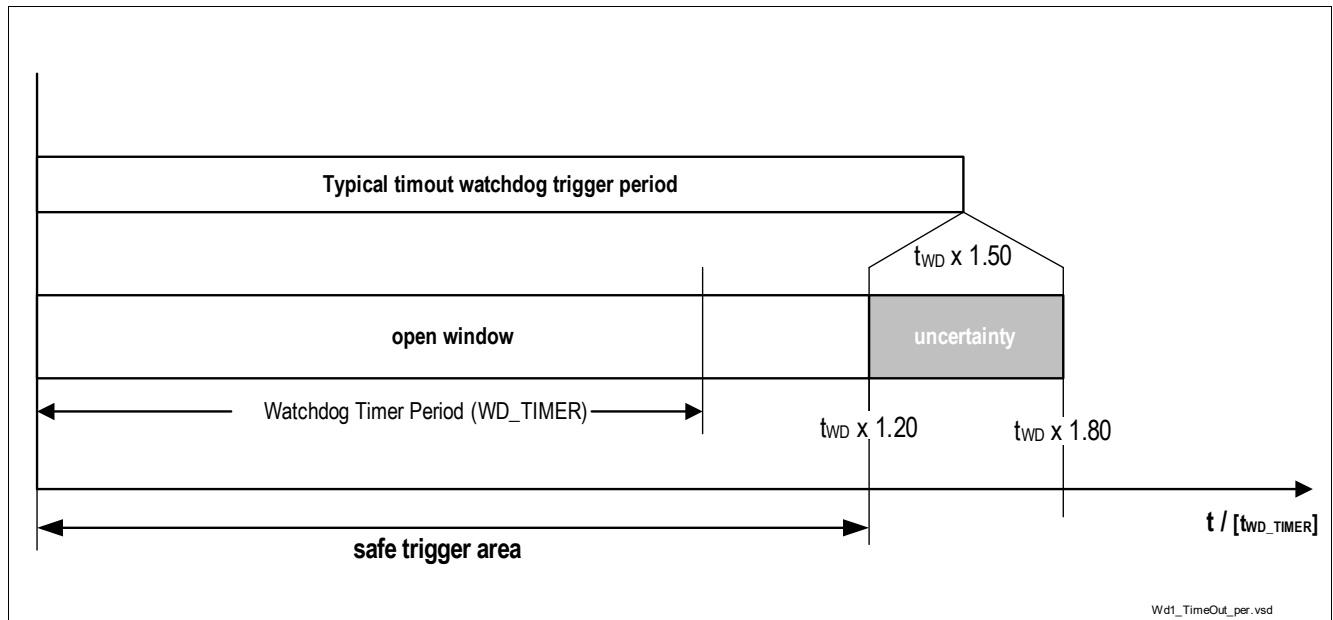 Typical timout watchdog trigger period
tWD x 1.50
open window
uncertainty
Watchdog Timer Period (WD_TIMER)
tWD x 1.20
tWD x 1.80
t / [tWD_TIMER]
safe trigger area
Wd1_TimeOut_per.vsd